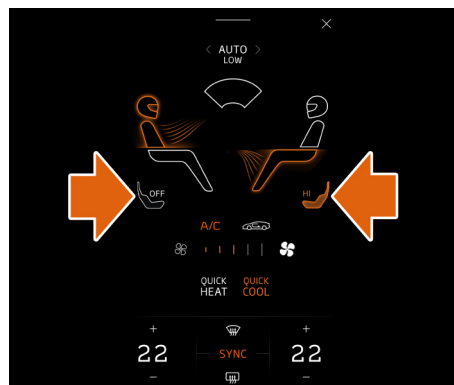 AUTO
LOW
OFF
HI
A/C
QUICK
HEAT
QUICK
COOL
+
+
22
SYNC
22
−
−